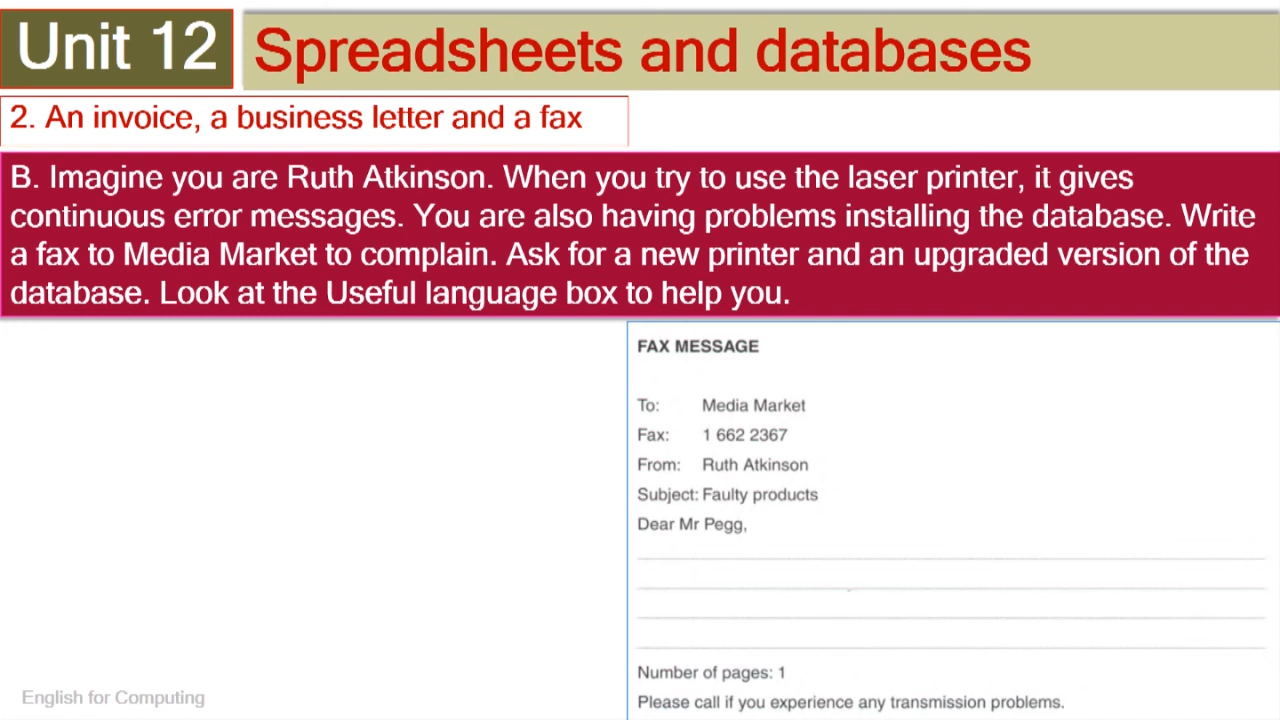 Unit 12
Spreadsheets and databases
2. An invoice, a business letter and a fax
B. Imagine you are Ruth Atkinson. When you try to use the laser printer, it gives
continuous error messages. You are also having problems installing the database. Write
a fax to Media Market to complain. Ask for a new printer and an upgraded version of the
database. Look at the Useful language box to help you.
FAX MESSAGE
To: Media Market
Fax: 1 662 2367
From: Ruth Atkinson
Subject: Faulty products
Dear Mr Pegg,
Number of pages: 1
Please call if you experience any transmission problems.
English for Computing